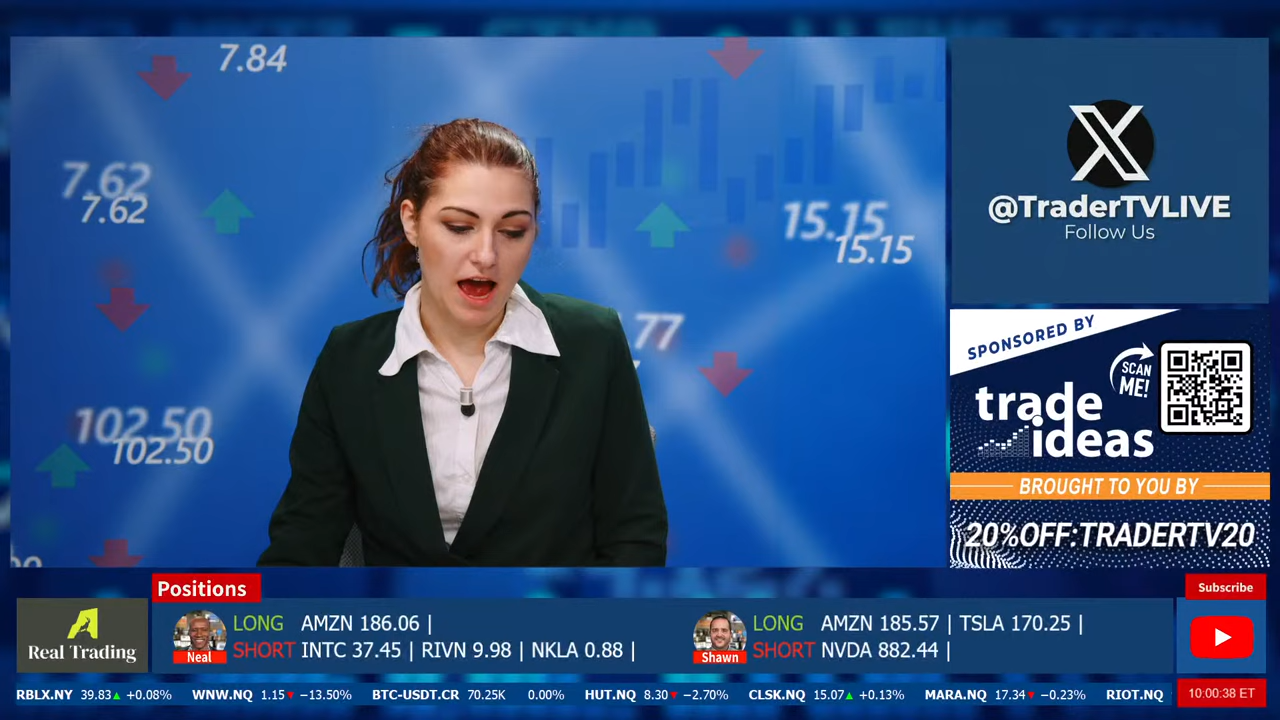 7.84
7.62
7.62
15.15
15.15
.77
102.50
102.50
@TraderTVLIVE
Follow Us
SPONSORED BY
SCAN
ME!
trade
ideas
BROUGHT TO YOU BY
20%OFF:TRADERTV20
Positions
Subscribe
Real Trading
Neal
LONG AMZN 186.06 |
SHORT INTC 37.45 | RIVN 9.98 | NKLA 0.88 |
Shawn
LONG AMZN 185.57 | TSLA 170.25 |
SHORT NVDA 882.44 |
RBLX.NY 39.83▲ +0.08% WNW.NQ 1.15▼ −13.50% BTC-USDT.CR 70.25K 0.00% HUT.NQ 8.30▼ −2.70% CLSK.NQ 15.07▲ +0.13% MARA.NQ 17.34▼ −0.23% RIOT.NQ
10:00:38 ET